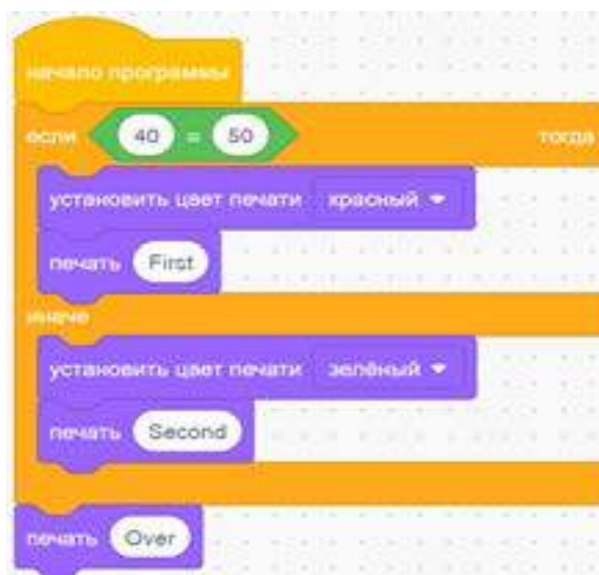 начало программы
если 40 = 50 тогда
установить цвет печати красный
печать First
иначе
установить цвет печати зелёный
печать Second
печать Over